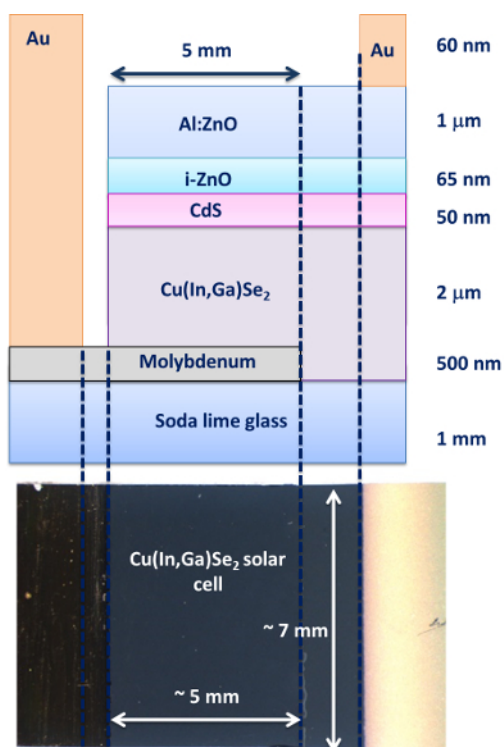 Au
Au
60 nm
5 mm
Al:ZnO
1 μm
i-ZnO
65 nm
CdS
50 nm
Cu(In,Ga)Se₂
2 μm
Molybdenum
500 nm
Soda lime glass
1 mm
Cu(In,Ga)Se₂ solar
cell
~ 7 mm
~ 5 mm